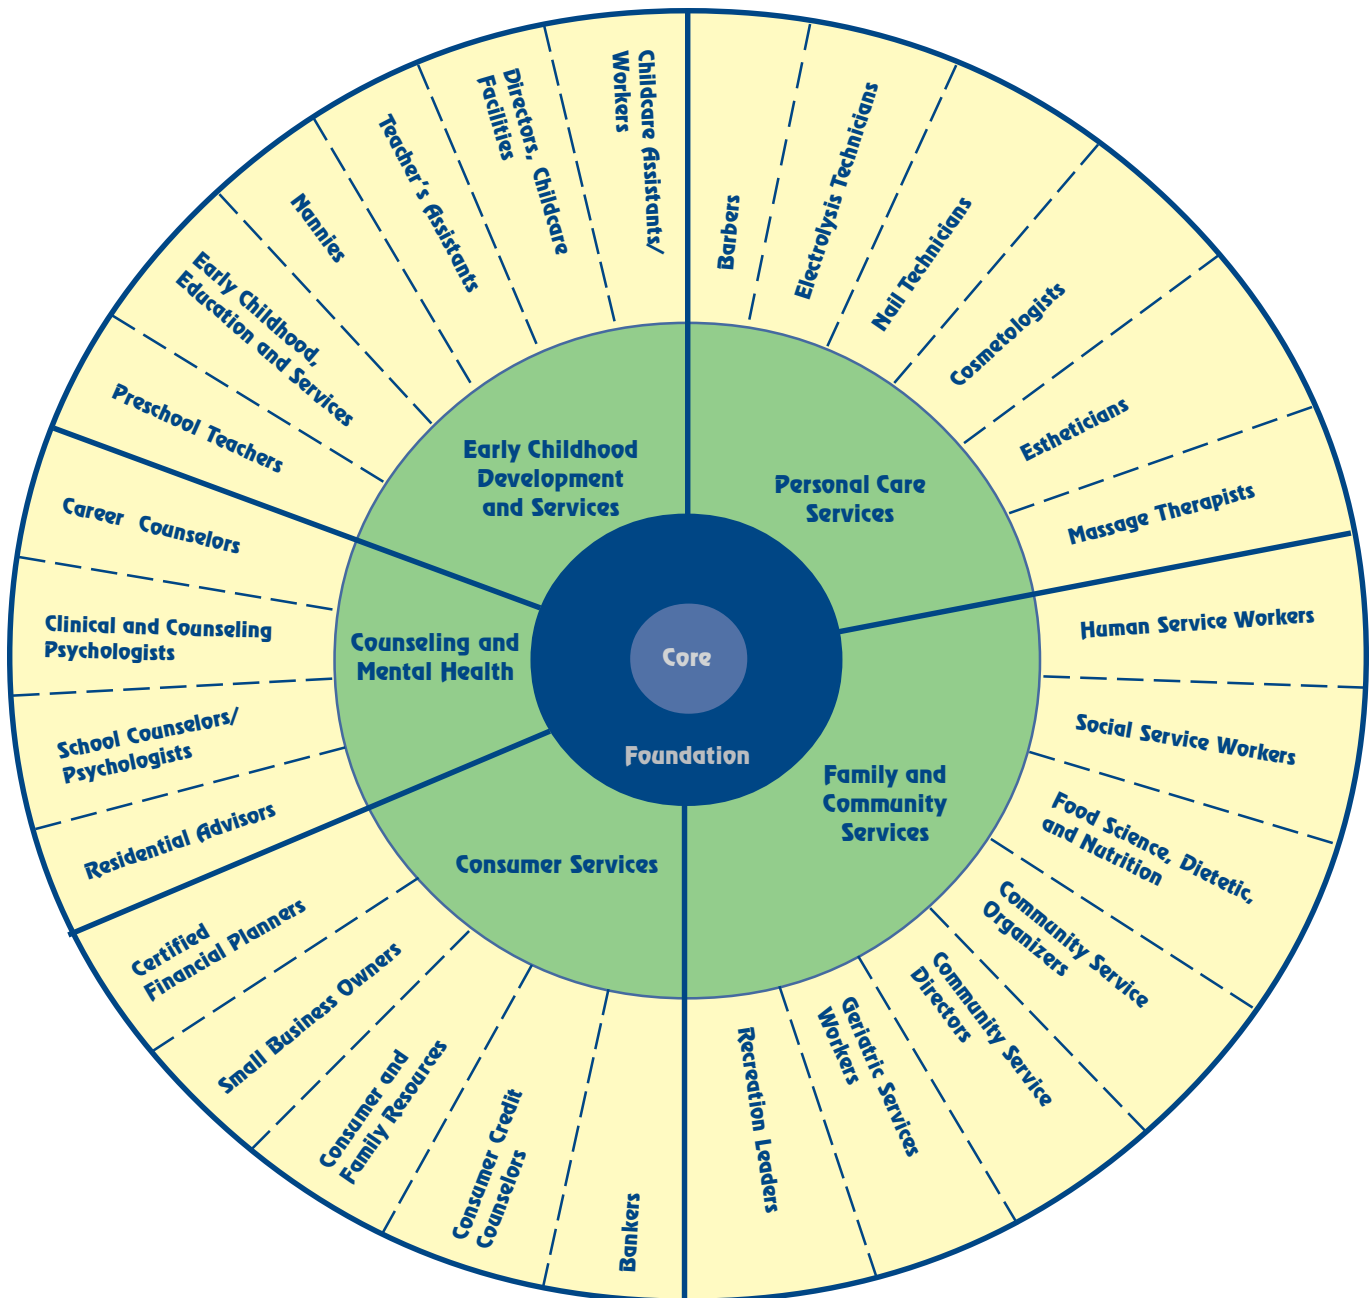 Core
Foundation
Early Childhood
Development
and Services
Personal Care
Services
Family and
Community
Services
Consumer Services
Counseling and
Mental Health
Barbers
Electrolysis Technicians
Nail Technicians
Cosmetologists
Estheticians
Massage Therapists
Human Service Workers
Social Service Workers
Food Science, Dietetic,
and Nutrition
Community Service
Organizers
Community Service
Directors
Geriatric Services
Workers
Recreation Leaders
Bankers
Consumer Credit
Counselors
Consumer and
Family Resources
Small Business Owners
Certified
Financial Planners
Residential Advisors
School Counselors/
Psychologists
Clinical and Counseling
Psychologists
Career Counselors
Preschool Teachers
Early Childhood,
Education and Services
Nannies
Teacher's Assistants
Directors, Childcare
Facilities
Childcare Assistants/
Workers